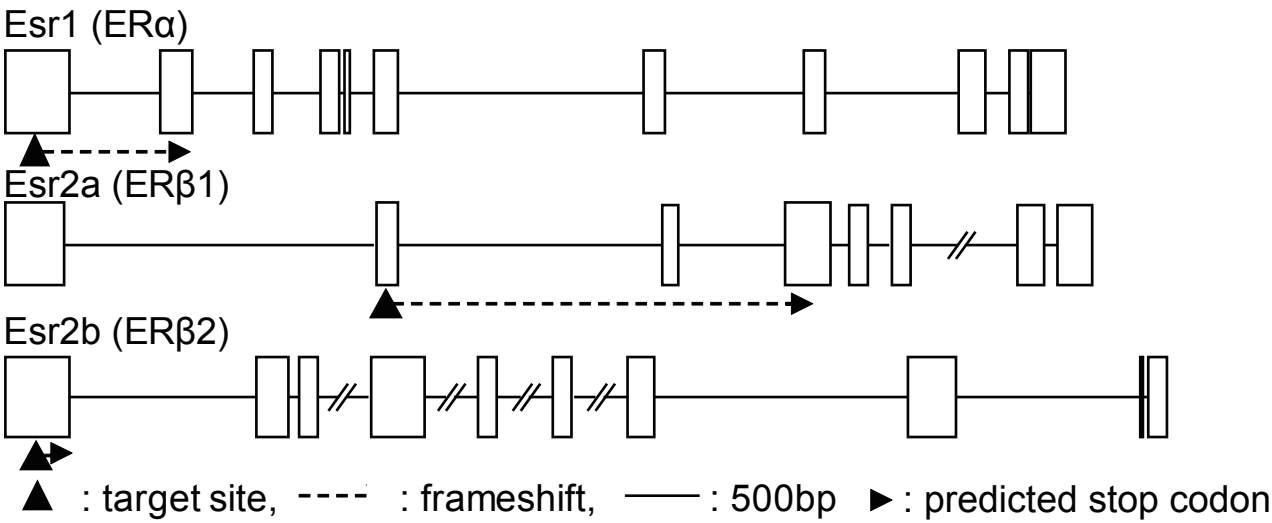 Esr1 (ERα)
Esr2a (ERβ1)
Esr2b (ERβ2)
: target site, : frameshift, : 500bp : predicted stop codon